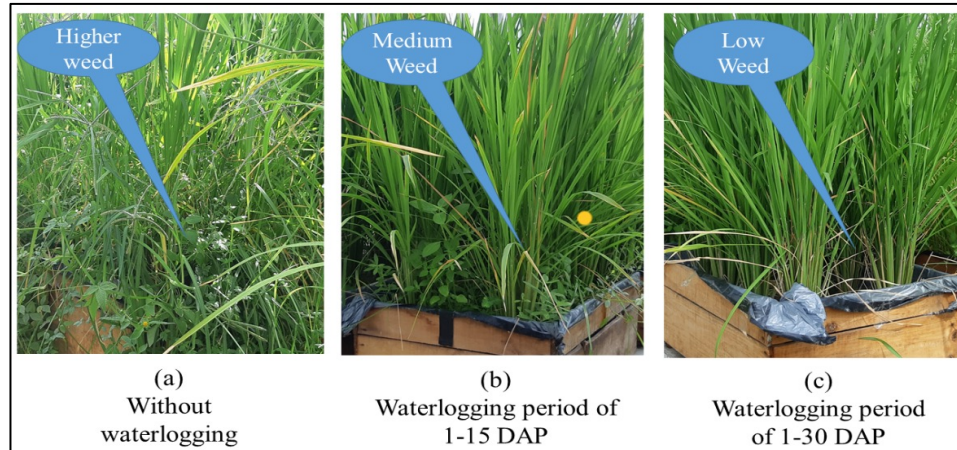 Higher
weed
Medium
Weed
Low
Weed
(a)
Without
waterlogging
(b)
Waterlogging period of
1-15 DAP
(c)
Waterlogging period
of 1-30 DAP